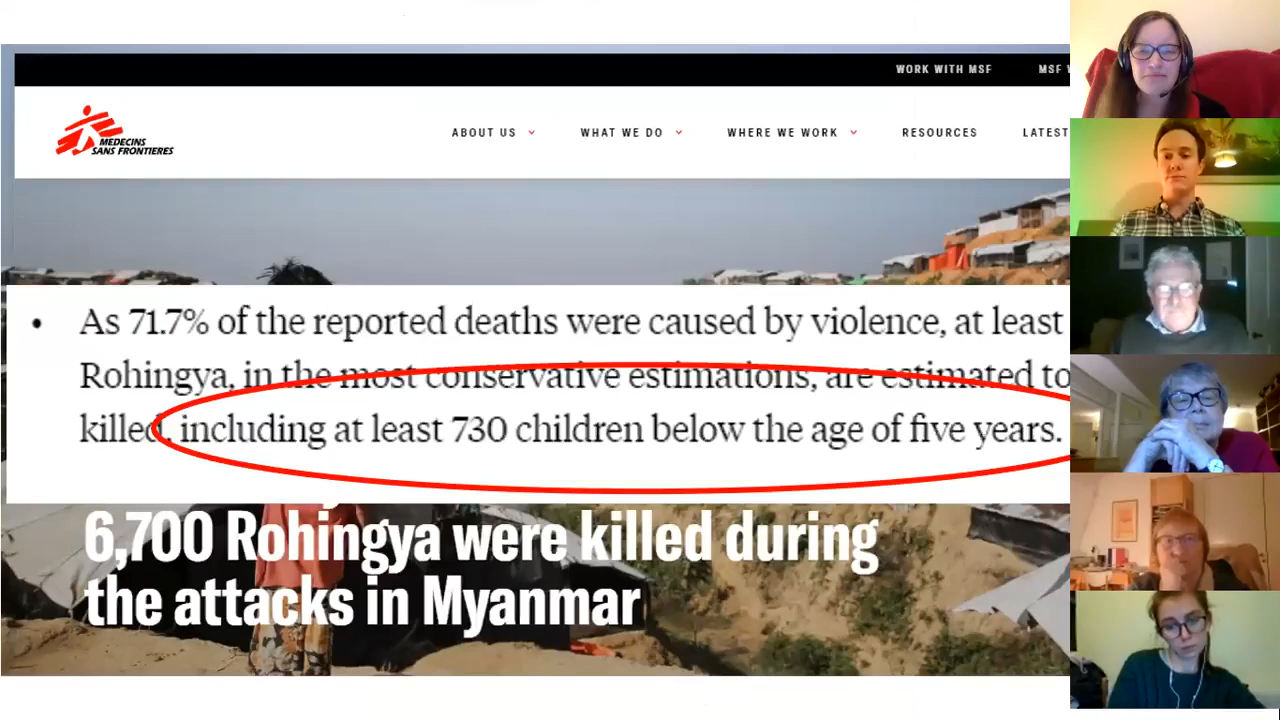 WORK WITH MSF MSF
ABOUT US WHAT WE DO WHERE WE WORK RESOURCES LATEST
MEDECINS
SANS FRONTIERES
• As 71.7% of the reported deaths were caused by violence, at least
Rohingya, in the most conservative estimations, are estimated to
killed, including at least 730 children below the age of five years.
6,700 Rohingya were killed during
the attacks in Myanmar